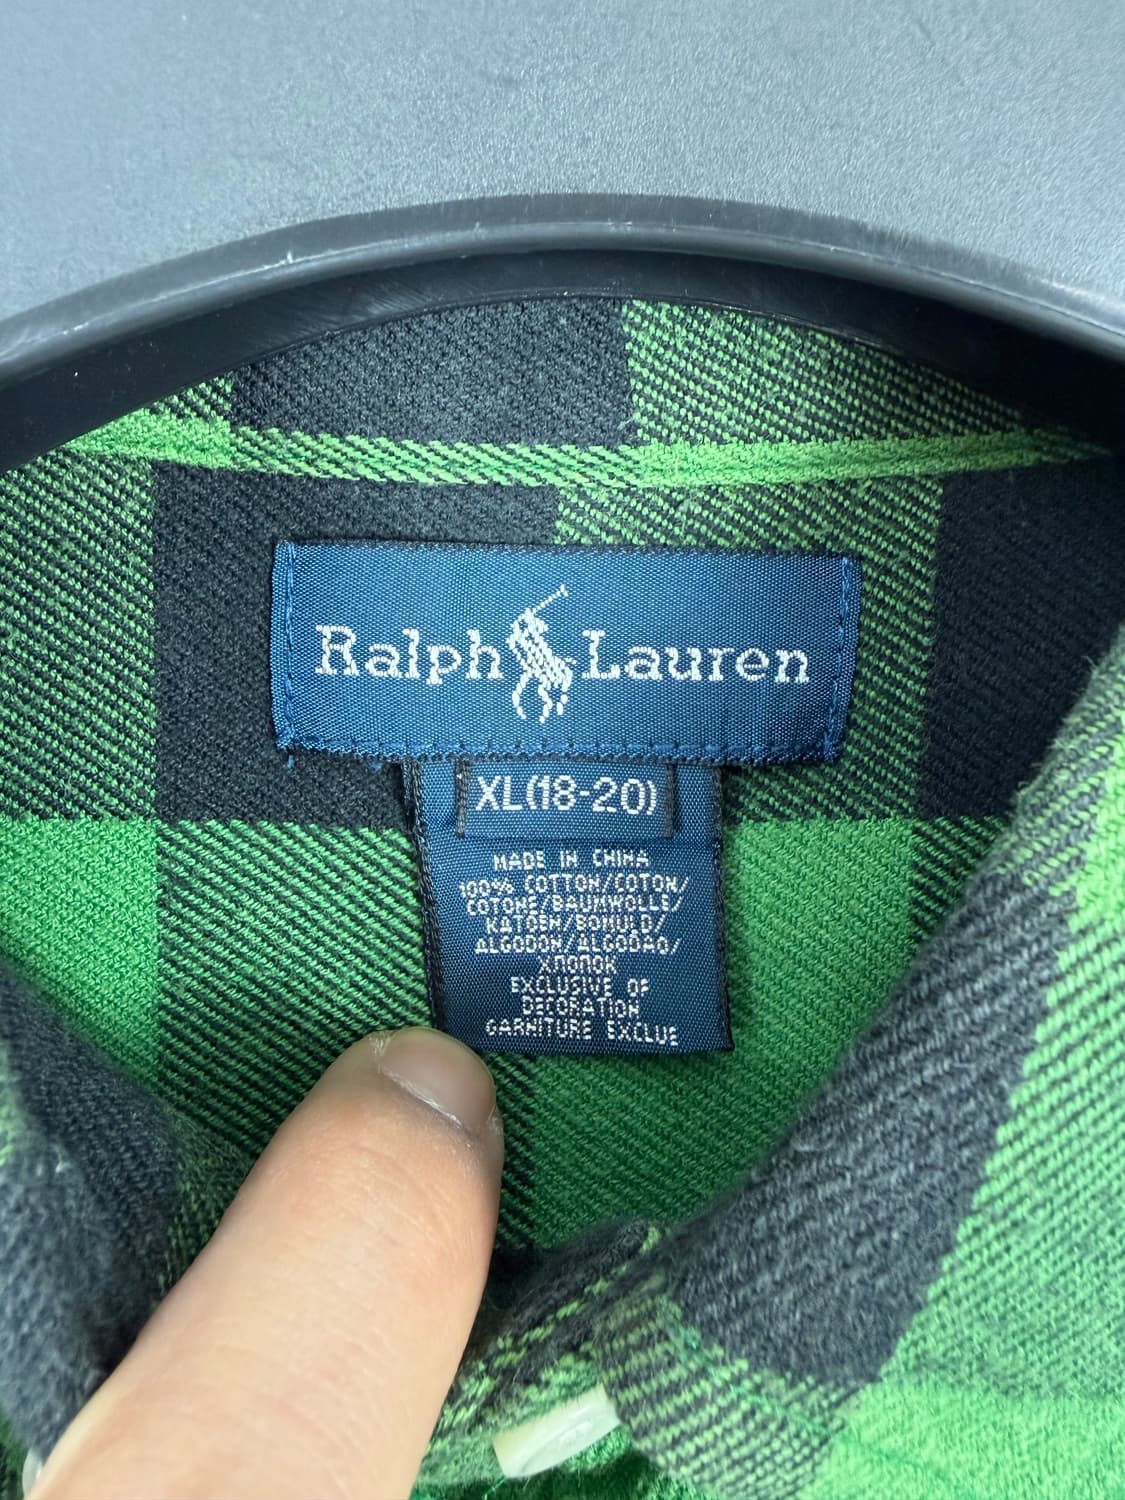 Ralph Lauren
XL(18-20)
MADE IN CHINA
100% COTTON/COTON/
COTONE/BAUMWOLLE/
KATOEN/BOMULD/
ALGODON/ALGODAO/
ХЛОПОК
EXCLUSIVE OF
DECORATION
GARNITURE EXCLUE